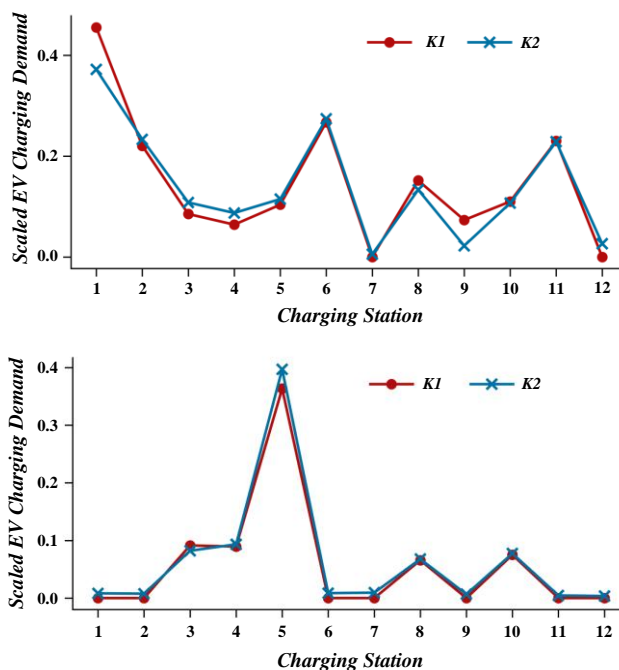 Scaled EV Charging Demand
0.4
0.2
0.0
K1 K2
1 2 3 4 5 6 7 8 9 10 11 12
Charging Station
Scaled EV Charging Demand
0.4
0.3
0.2
0.1
0.0
K1 K2
1 2 3 4 5 6 7 8 9 10 11 12
Charging Station